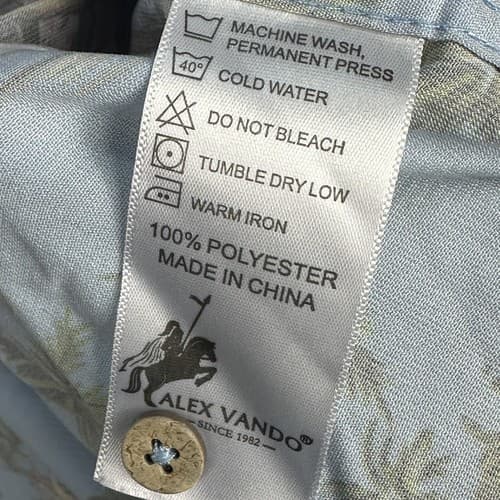 MACHINE WASH,
PERMANENT PRESS
40°
COLD WATER
DO NOT BLEACH
TUMBLE DRY LOW
WARM IRON
100% POLYESTER
MADE IN CHINA
ALEX VANDO®
SINCE 1982